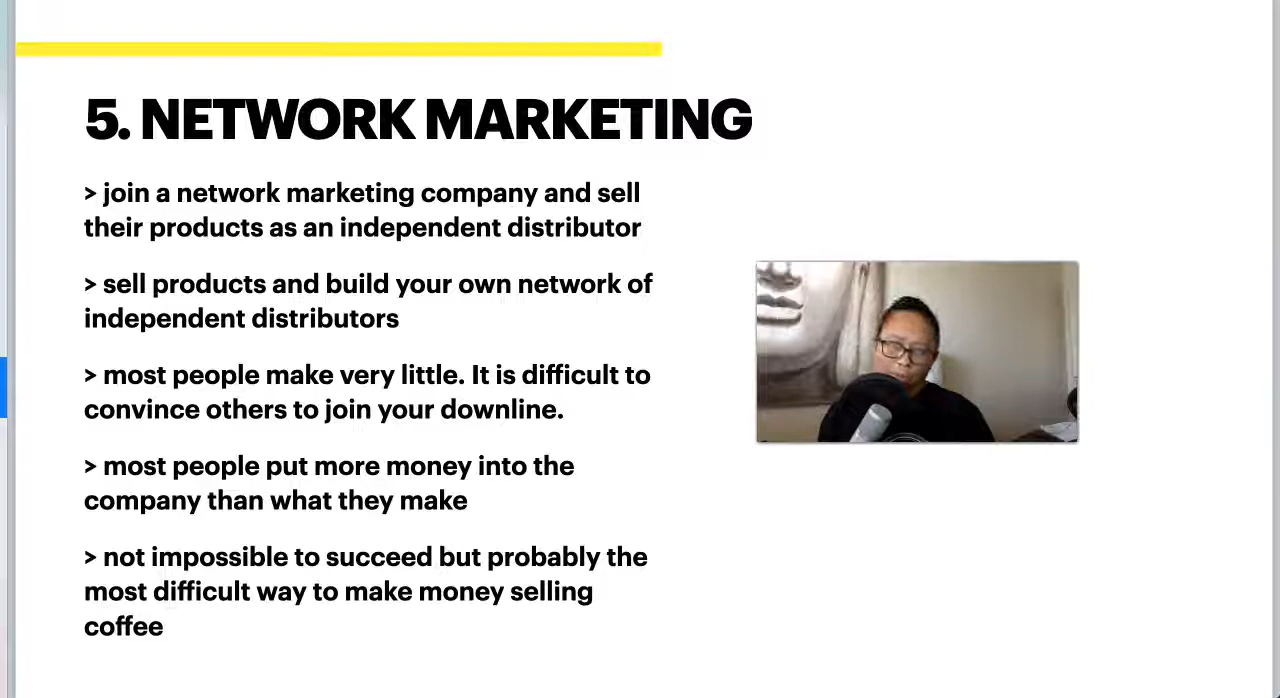 5. NETWORK MARKETING
> join a network marketing company and sell
their products as an independent distributor
> sell products and build your own network of
independent distributors
> most people make very little. It is difficult to
convince others to join your downline.
> most people put more money into the
company than what they make
> not impossible to succeed but probably the
most difficult way to make money selling
coffee